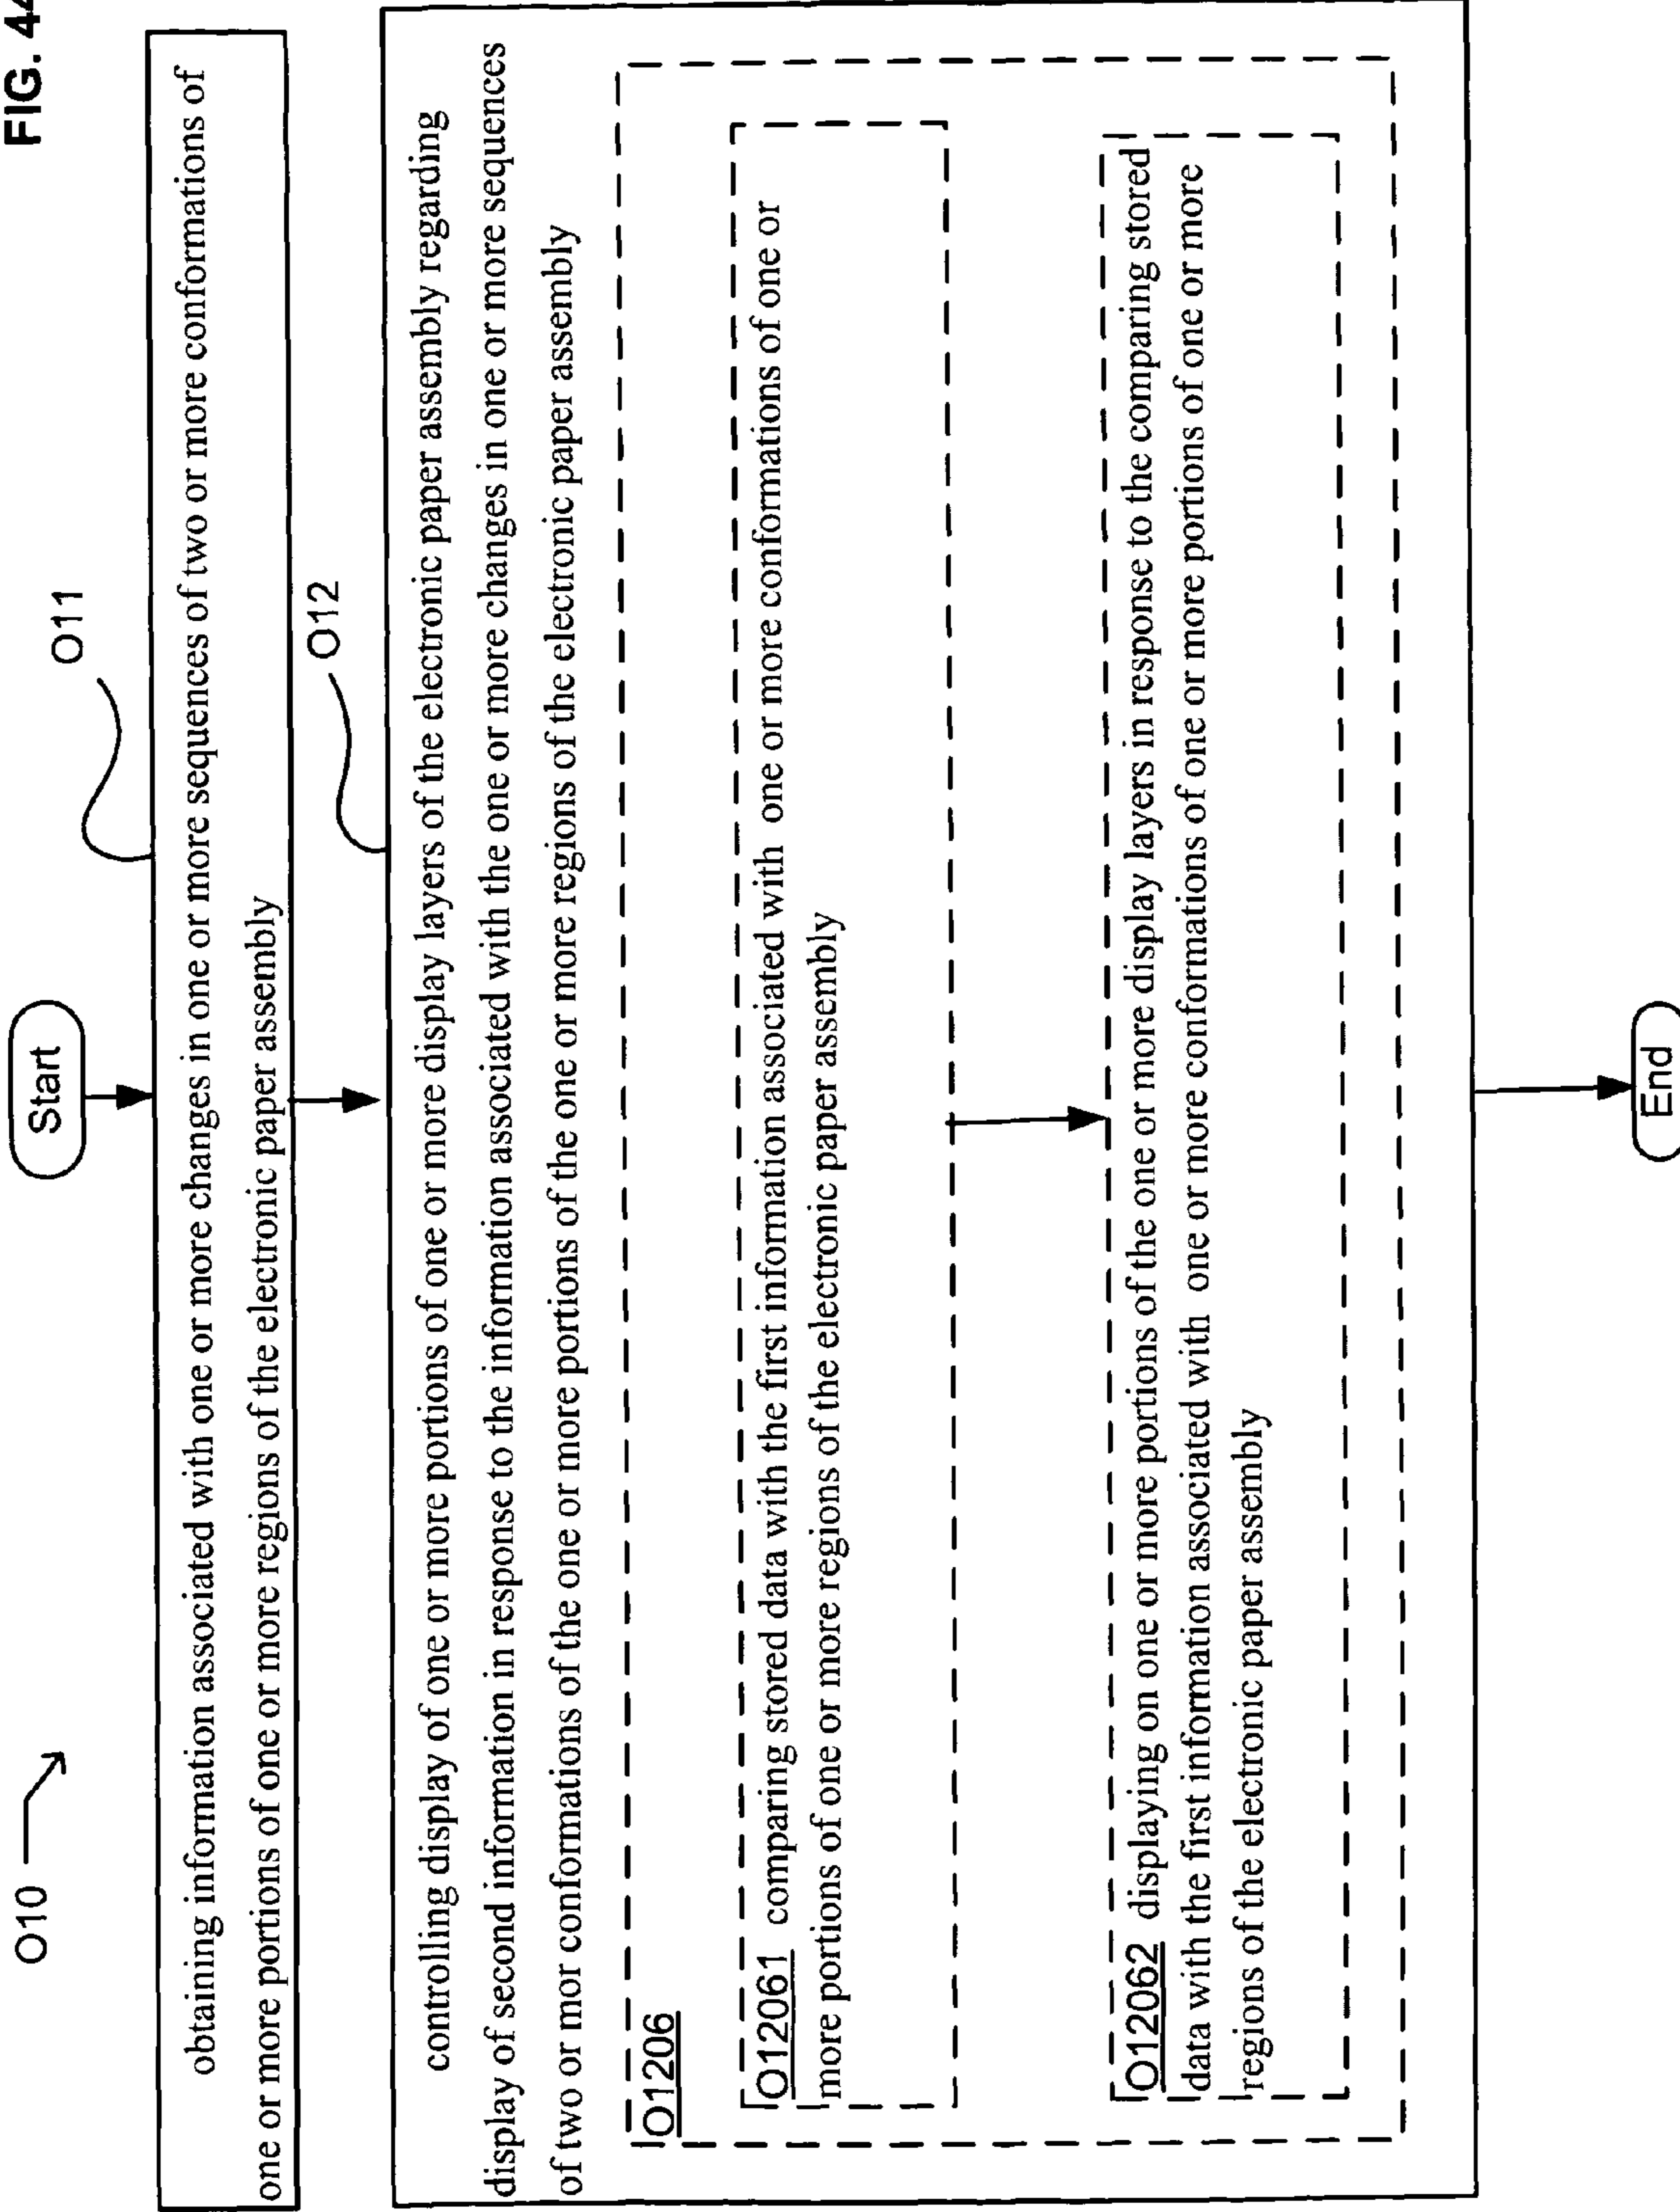 FIG. 44
O10
Start
O11
obtaining information associated with one or more changes in one or more sequences of two or more conformations of
one or more portions of one or more regions of the electronic paper assembly
O12
controlling display of one or more portions of one or more display layers of the electronic paper assembly regarding
display of second information in response to the information associated with the one or more changes in one or more sequences
of two or mor conformations of the one or more portions of the one or more regions of the electronic paper assembly
O1206
O12061 comparing stored data with the first information associated with one or more conformations of one or
more portions of one or more regions of the electronic paper assembly
O12062 displaying on one or more portions of the one or more display layers in response to the comparing stored
data with the first information associated with one or more conformations of one or more portions of one or more
regions of the electronic paper assembly
End